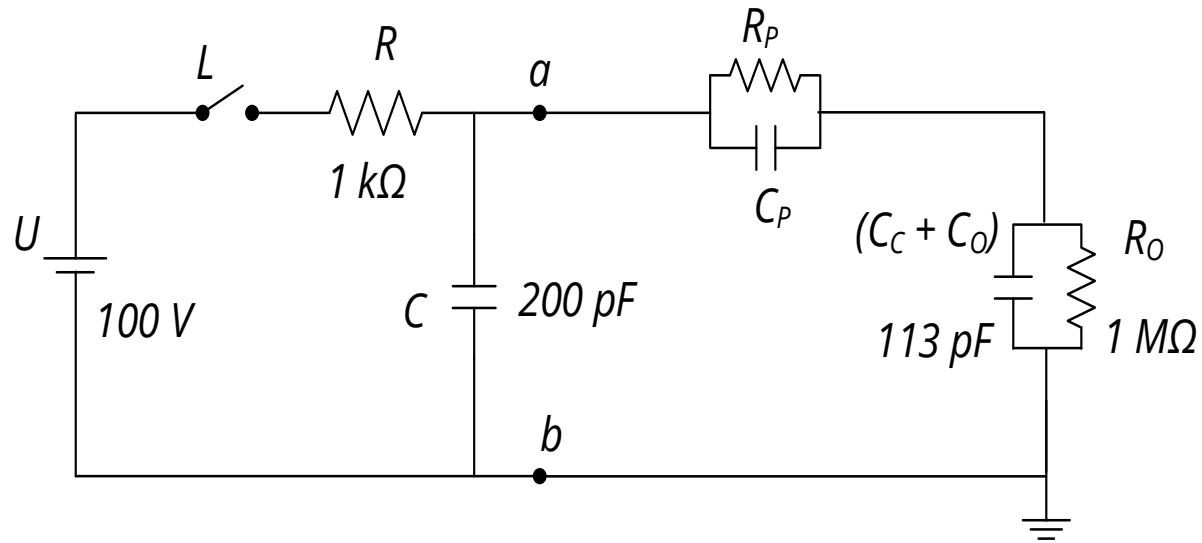 L
R
1 kΩ
U
100 V
C
200 pF
a
b
R_P
C_P
(C_C + C_O)
113 pF
R_O
1 MΩ